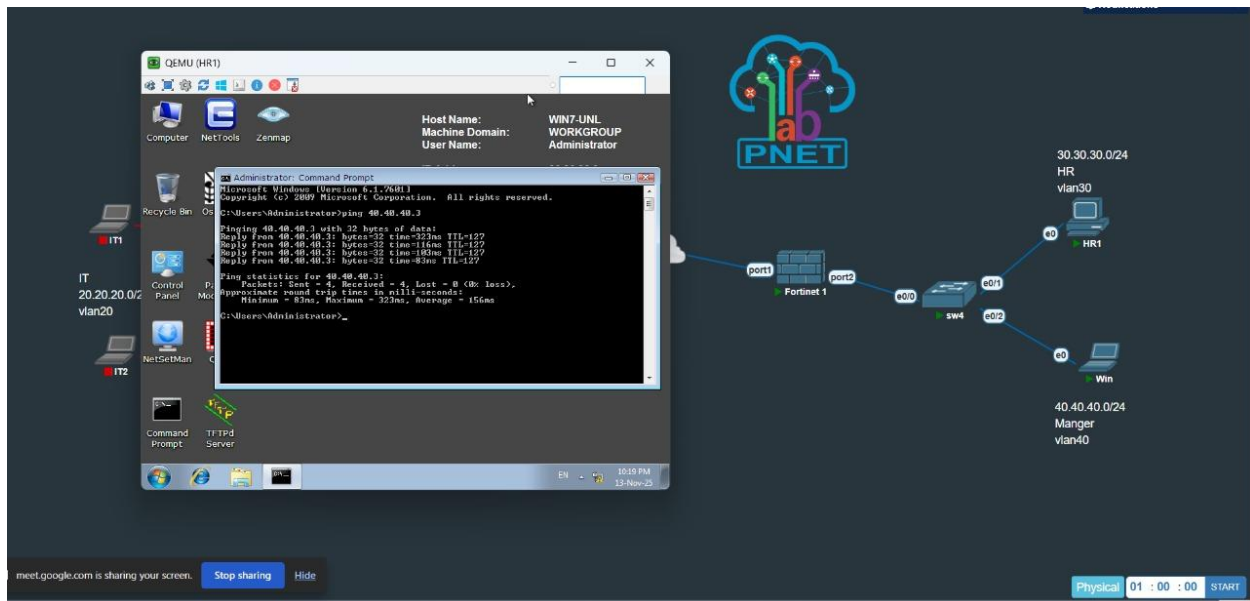 QEMU (HR1)
Computer
NetTools
Zenmap
Host Name: WIN7-UNL
Machine Domain: WORKGROUP
User Name: Administrator
Recycle Bin
Administrator: Command Prompt
Microsoft Windows [Version 6.1.7601]
Copyright (c) 2009 Microsoft Corporation. All rights reserved.
C:\Users\Administrator>ping 40.40.40.3
Pinging 40.40.40.3 with 32 bytes of data:
Reply from 40.40.40.3: bytes=32 time=323ms TTL=127
Reply from 40.40.40.3: bytes=32 time=116ms TTL=127
Reply from 40.40.40.3: bytes=32 time=103ms TTL=127
Reply from 40.40.40.3: bytes=32 time=83ms TTL=127
Ping statistics for 40.40.40.3:
Packets: Sent = 4, Received = 4, Lost = 0 (0% loss),
Approximate round trip times in milli-seconds:
Minimum = 83ms, Maximum = 323ms, Average = 156ms
C:\Users\Administrator>_
Control
Panel
NetSetMan
Command
Prompt
TFTPd
Server
EN
10:19 PM
13-Nov-25
IT1
IT
20.20.20.0/2
vlan20
IT2
lab
PNET
30.30.30.0/24
HR
vlan30
e0
HR1
port1
port2
Fortinet 1
e0/0
e0/1
sw4
e0/2
e0
Win
40.40.40.0/24
Manger
vlan40
meet.google.com is sharing your screen.
Stop sharing
Hide
Physical
01 : 00 : 00
START